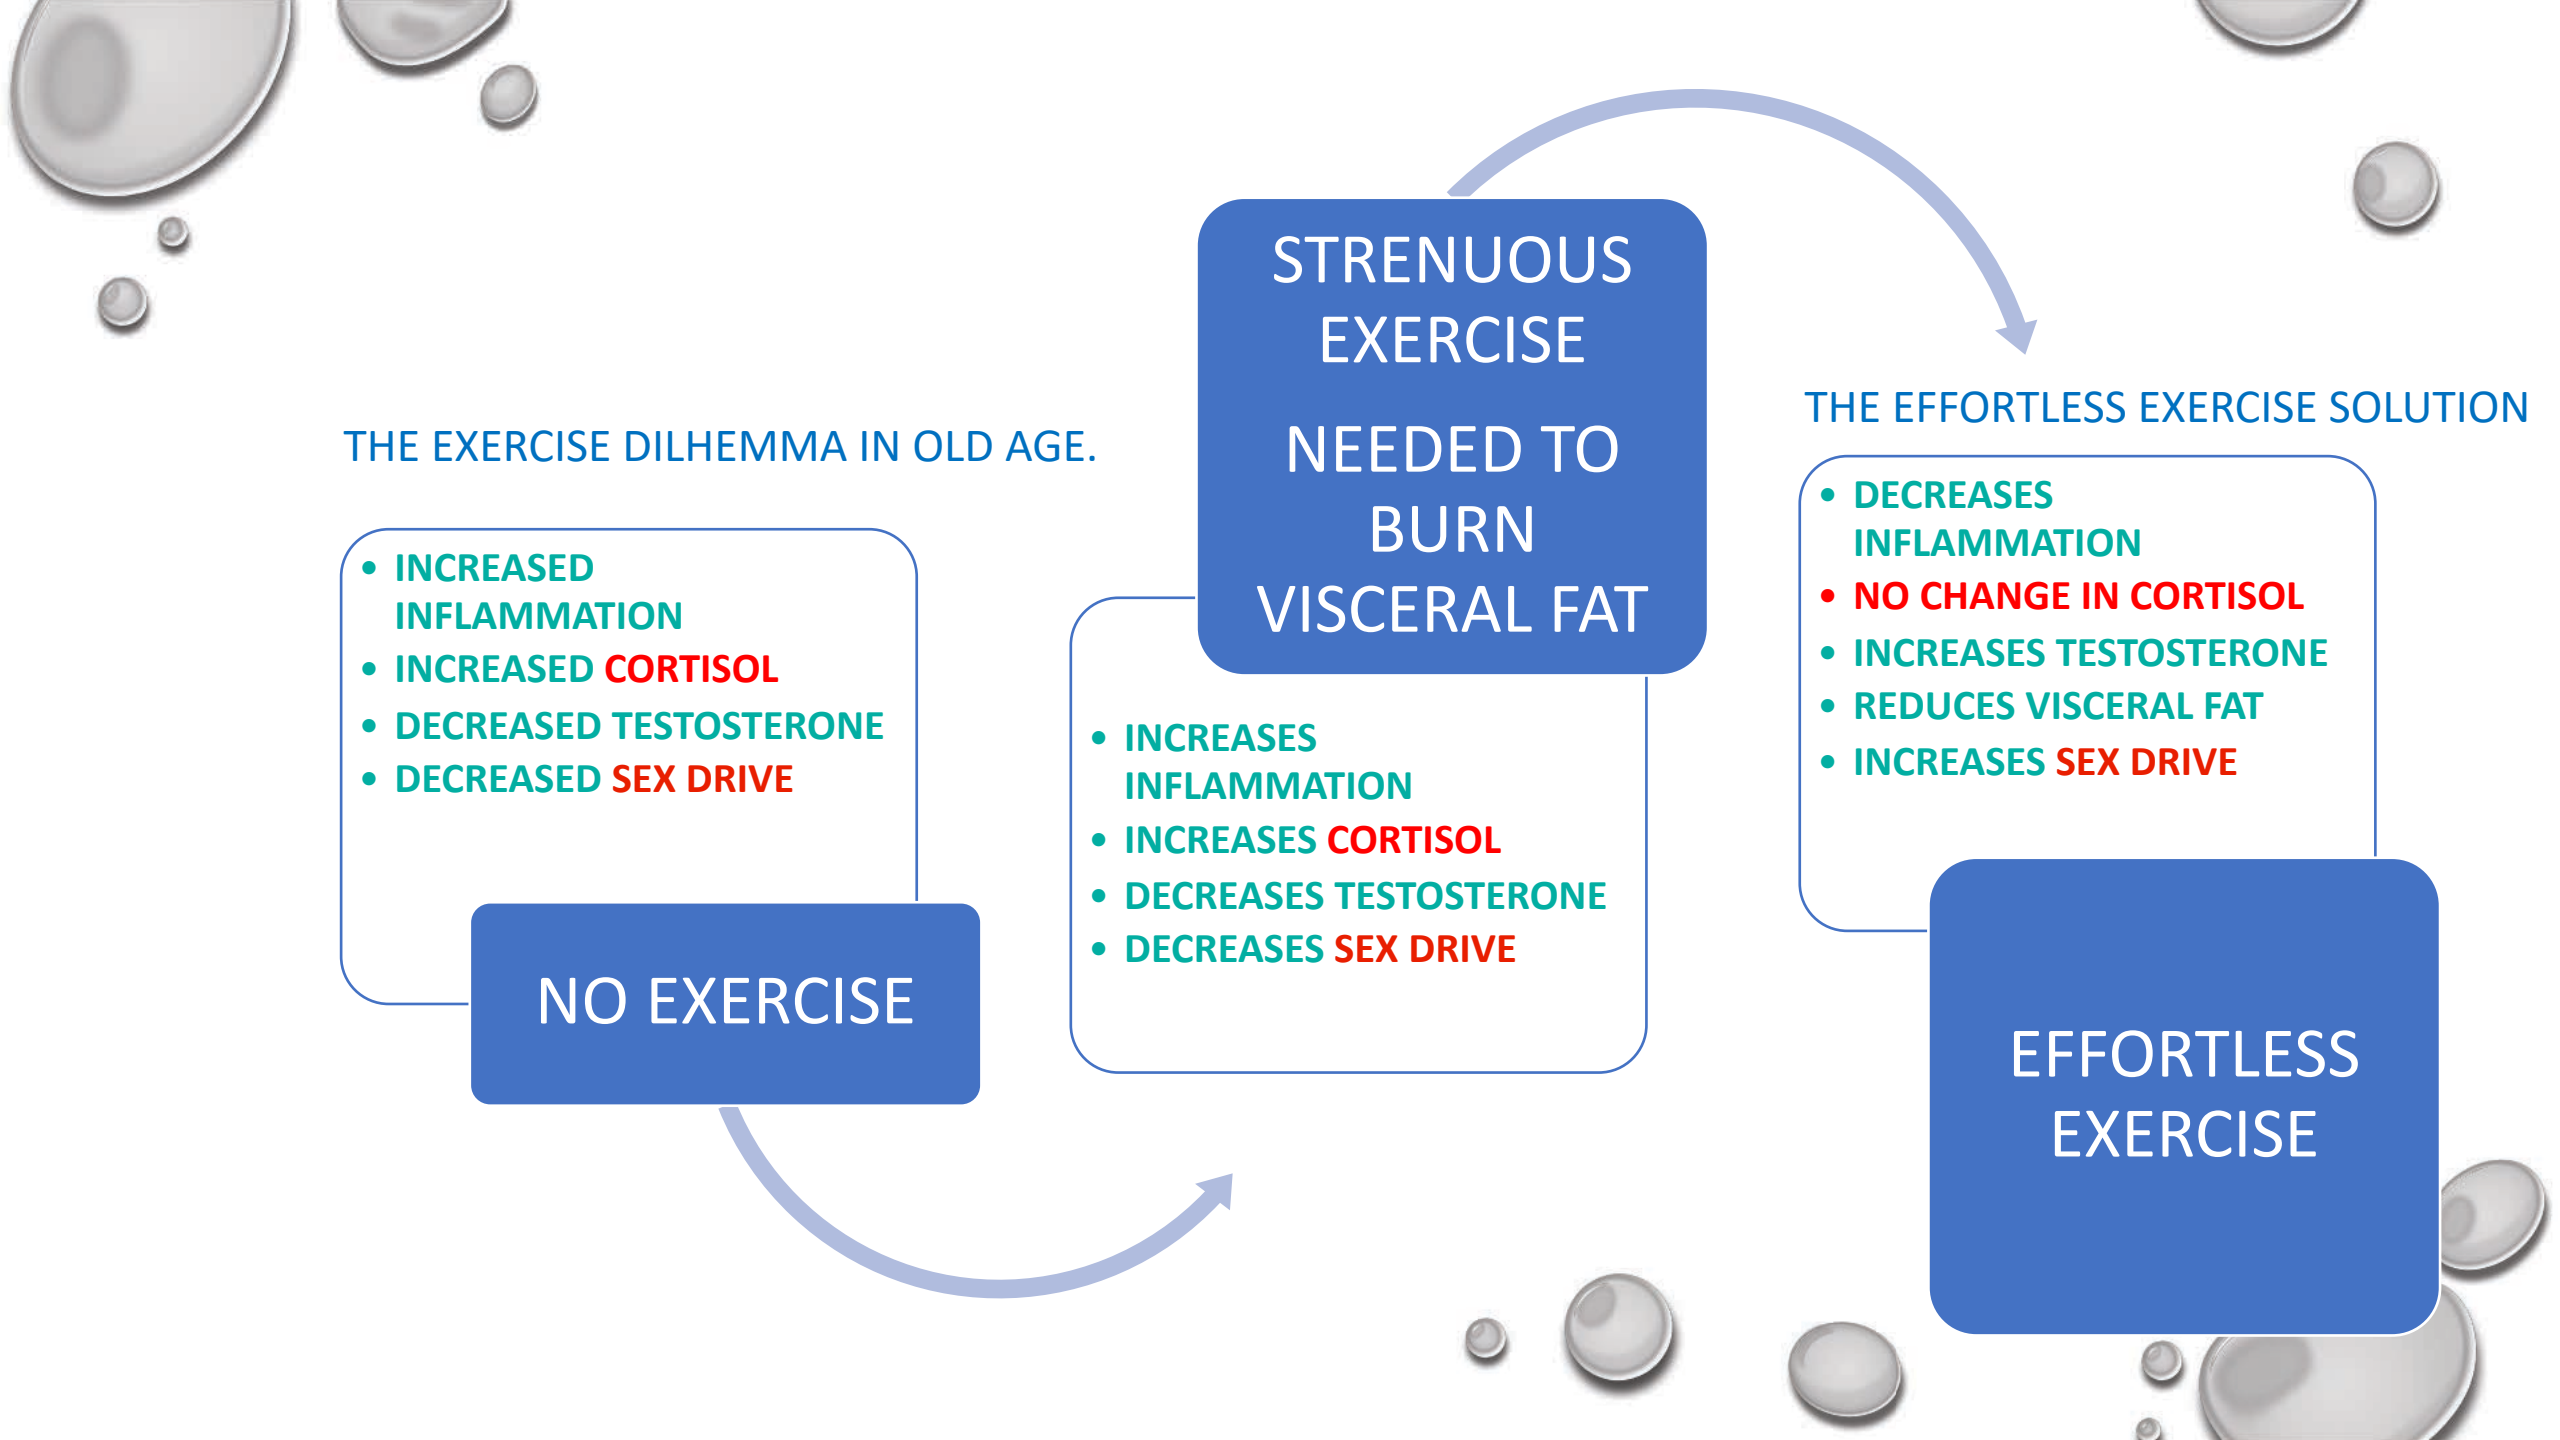 THE EXERCISE DILHEMMA IN OLD AGE.
• INCREASED
INFLAMMATION
• INCREASED CORTISOL
• DECREASED TESTOSTERONE
• DECREASED SEX DRIVE
NO EXERCISE
STRENUOUS
EXERCISE
NEEDED TO
BURN
VISCERAL FAT
• INCREASES
INFLAMMATION
• INCREASES CORTISOL
• DECREASES TESTOSTERONE
• DECREASES SEX DRIVE
THE EFFORTLESS EXERCISE SOLUTION
• DECREASES
INFLAMMATION
• NO CHANGE IN CORTISOL
• INCREASES TESTOSTERONE
• REDUCES VISCERAL FAT
• INCREASES SEX DRIVE
EFFORTLESS
EXERCISE